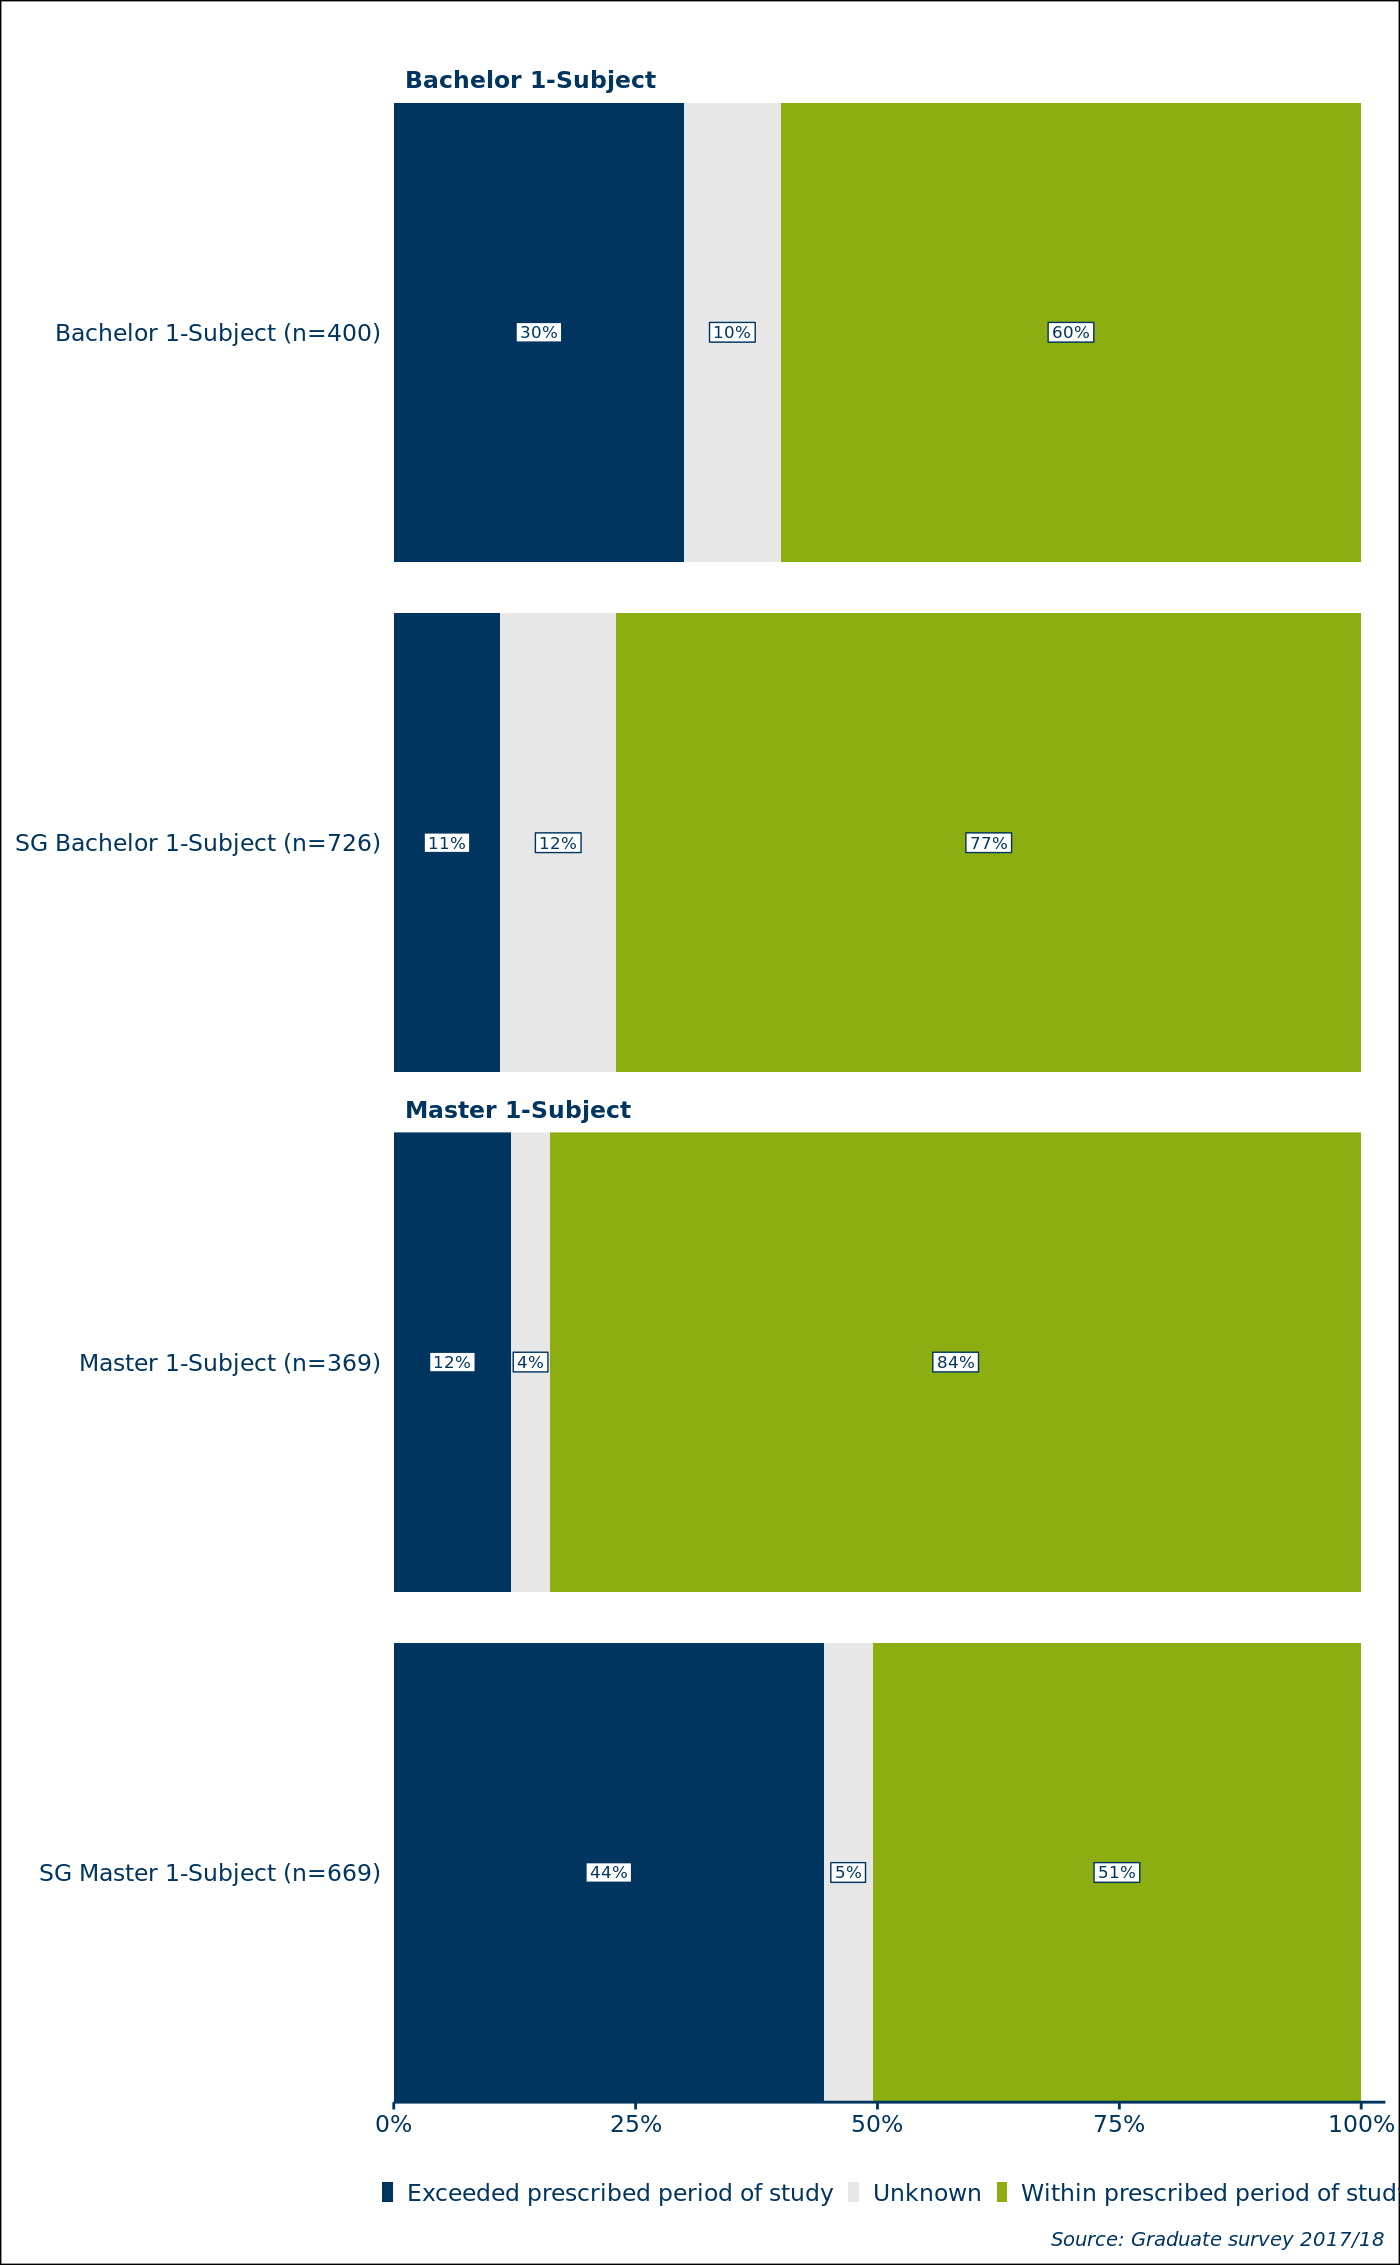 Bachelor 1-Subject
Bachelor 1-Subject (n=400)
30%
10%
60%
SG Bachelor 1-Subject (n=726)
11%
12%
77%
Master 1-Subject
Master 1-Subject (n=369)
12%
4%
84%
SG Master 1-Subject (n=669)
44%
5%
51%
0% 25% 50% 75% 100%
Exceeded prescribed period of study Unknown Within prescribed period of stud
Source: Graduate survey 2017/18